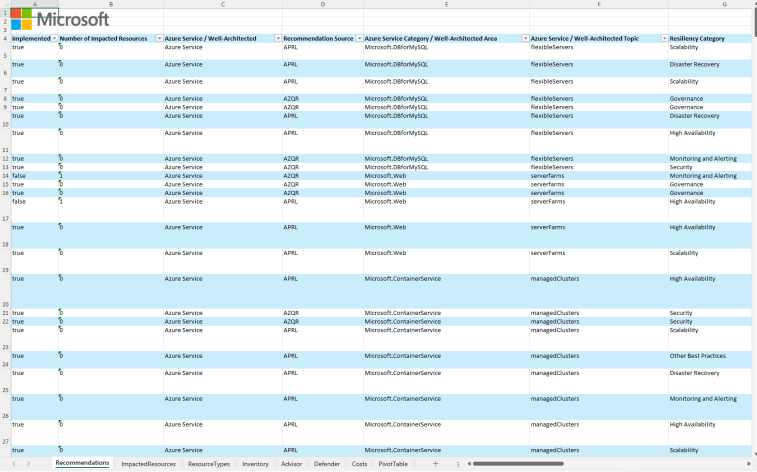 A B C D E F G
1
2 Microsoft
3
4 Implemented Number of Impacted Resources Azure Service / Well-Architected Recommendation Source Azure Service Category / Well-Architected Area Azure Service / Well-Architected Topic Resiliency Category
5 true 0 Azure Service APRL Microsoft.DBforMySQL flexibleServers Scalability
6 true 0 Azure Service APRL Microsoft.DBforMySQL flexibleServers Disaster Recovery
7 true 0 Azure Service APRL Microsoft.DBforMySQL flexibleServers Scalability
8 true 0 Azure Service AZQR Microsoft.DBforMySQL flexibleServers Governance
9 true 0 Azure Service AZQR Microsoft.DBforMySQL flexibleServers Governance
10 true 0 Azure Service APRL Microsoft.DBforMySQL flexibleServers Disaster Recovery
11 true 0 Azure Service APRL Microsoft.DBforMySQL flexibleServers High Availability
12 true 0 Azure Service AZQR Microsoft.DBforMySQL flexibleServers Monitoring and Alerting
13 true 0 Azure Service AZQR Microsoft.DBforMySQL flexibleServers Security
14 false 1 Azure Service AZQR Microsoft.Web serverfarms Monitoring and Alerting
15 true 0 Azure Service AZQR Microsoft.Web serverfarms Governance
16 true 0 Azure Service AZQR Microsoft.Web serverfarms Governance
17 false 1 Azure Service APRL Microsoft.Web serverFarms High Availability
18 true 0 Azure Service APRL Microsoft.Web serverFarms High Availability
19 true 0 Azure Service APRL Microsoft.Web serverFarms Scalability
20 true 0 Azure Service APRL Microsoft.ContainerService managedClusters High Availability
21 true 0 Azure Service AZQR Microsoft.ContainerService managedClusters Security
22 true 0 Azure Service AZQR Microsoft.ContainerService managedClusters Security
23 true 0 Azure Service APRL Microsoft.ContainerService managedClusters Scalability
24 true 0 Azure Service APRL Microsoft.ContainerService managedClusters Other Best Practices
25 true 0 Azure Service APRL Microsoft.ContainerService managedClusters Disaster Recovery
26 true 0 Azure Service APRL Microsoft.ContainerService managedClusters Monitoring and Alerting
27 true 0 Azure Service APRL Microsoft.ContainerService managedClusters High Availability
true 0 Azure Service APRL Microsoft.ContainerService managedClusters Scalability
Recommendations ImpactedResources ResourceTypes Inventory Advisor Defender Costs PivotTable +